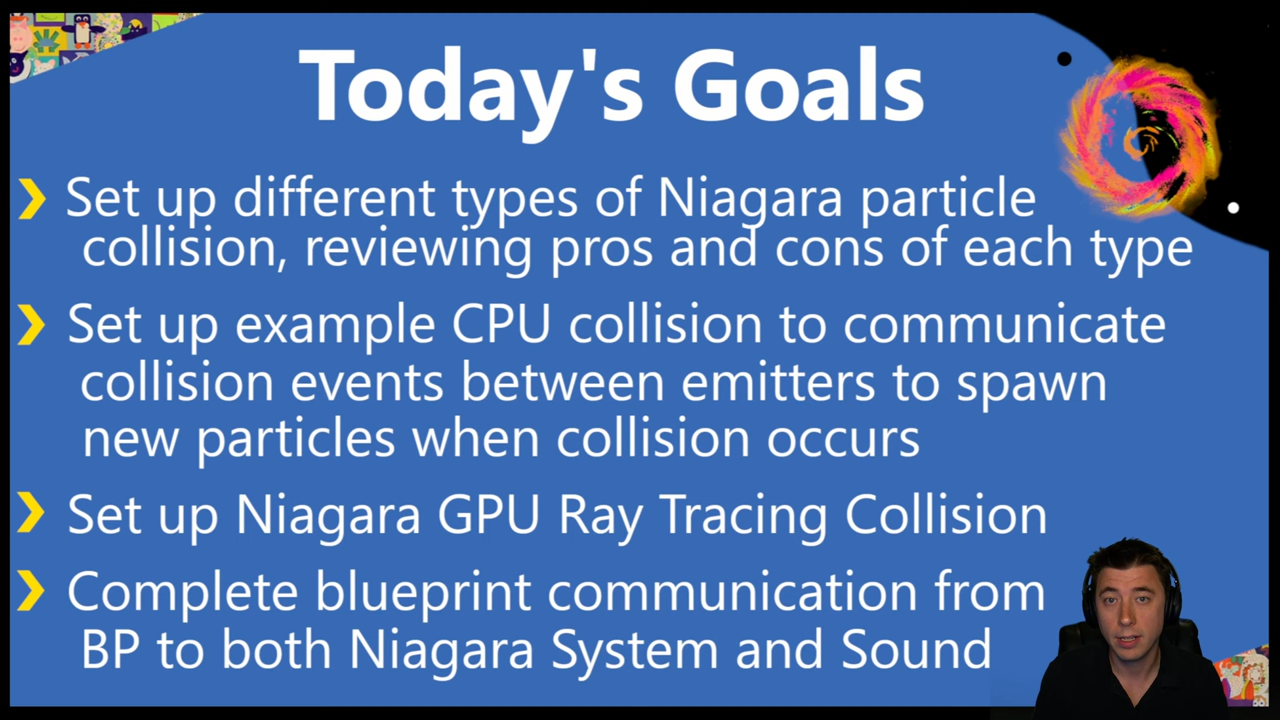 Today's Goals
Set up different types of Niagara particle
collision, reviewing pros and cons of each type
Set up example CPU collision to communicate
collision events between emitters to spawn
new particles when collision occurs
Set up Niagara GPU Ray Tracing Collision
Complete blueprint communication from
BP to both Niagara System and Sound